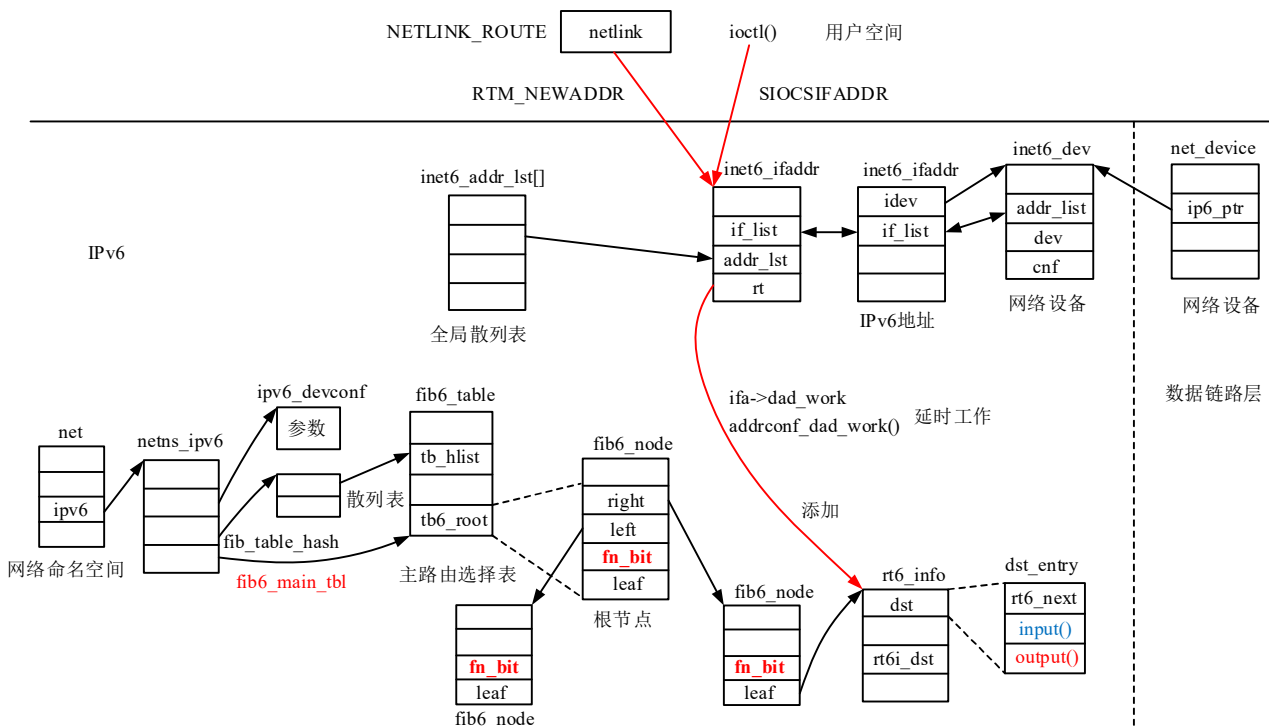 NETLINK_ROUTE
netlink
ioctl()
用户空间
RTM_NEWADDR
SIOCSIFADDR
inet6_addr_lst[]
inet6_ifaddr
inet6_ifaddr
inet6_dev
net_device
idev
if_list
if_list
addr_list
ip6_ptr
addr_lst
dev
rt
cnf
IPv6
全局散列表
IPv6地址
网络设备
网络设备
数据链路层
ipv6_devconf
参数
fib6_table
ifa->dad_work
addrconf_dad_work()
延时工作
net
netns_ipv6
tb_hlist
fib6_node
散列表
right
ipv6
tb6_root
left
添加
fib_table_hash
fn_bit
网络命名空间
fib6_main_tbl
主路由选择表
leaf
根节点
fib6_node
rt6_info
dst_entry
dst
rt6_next
input()
fn_bit
fn_bit
rt6i_dst
output()
leaf
leaf
fib6_node